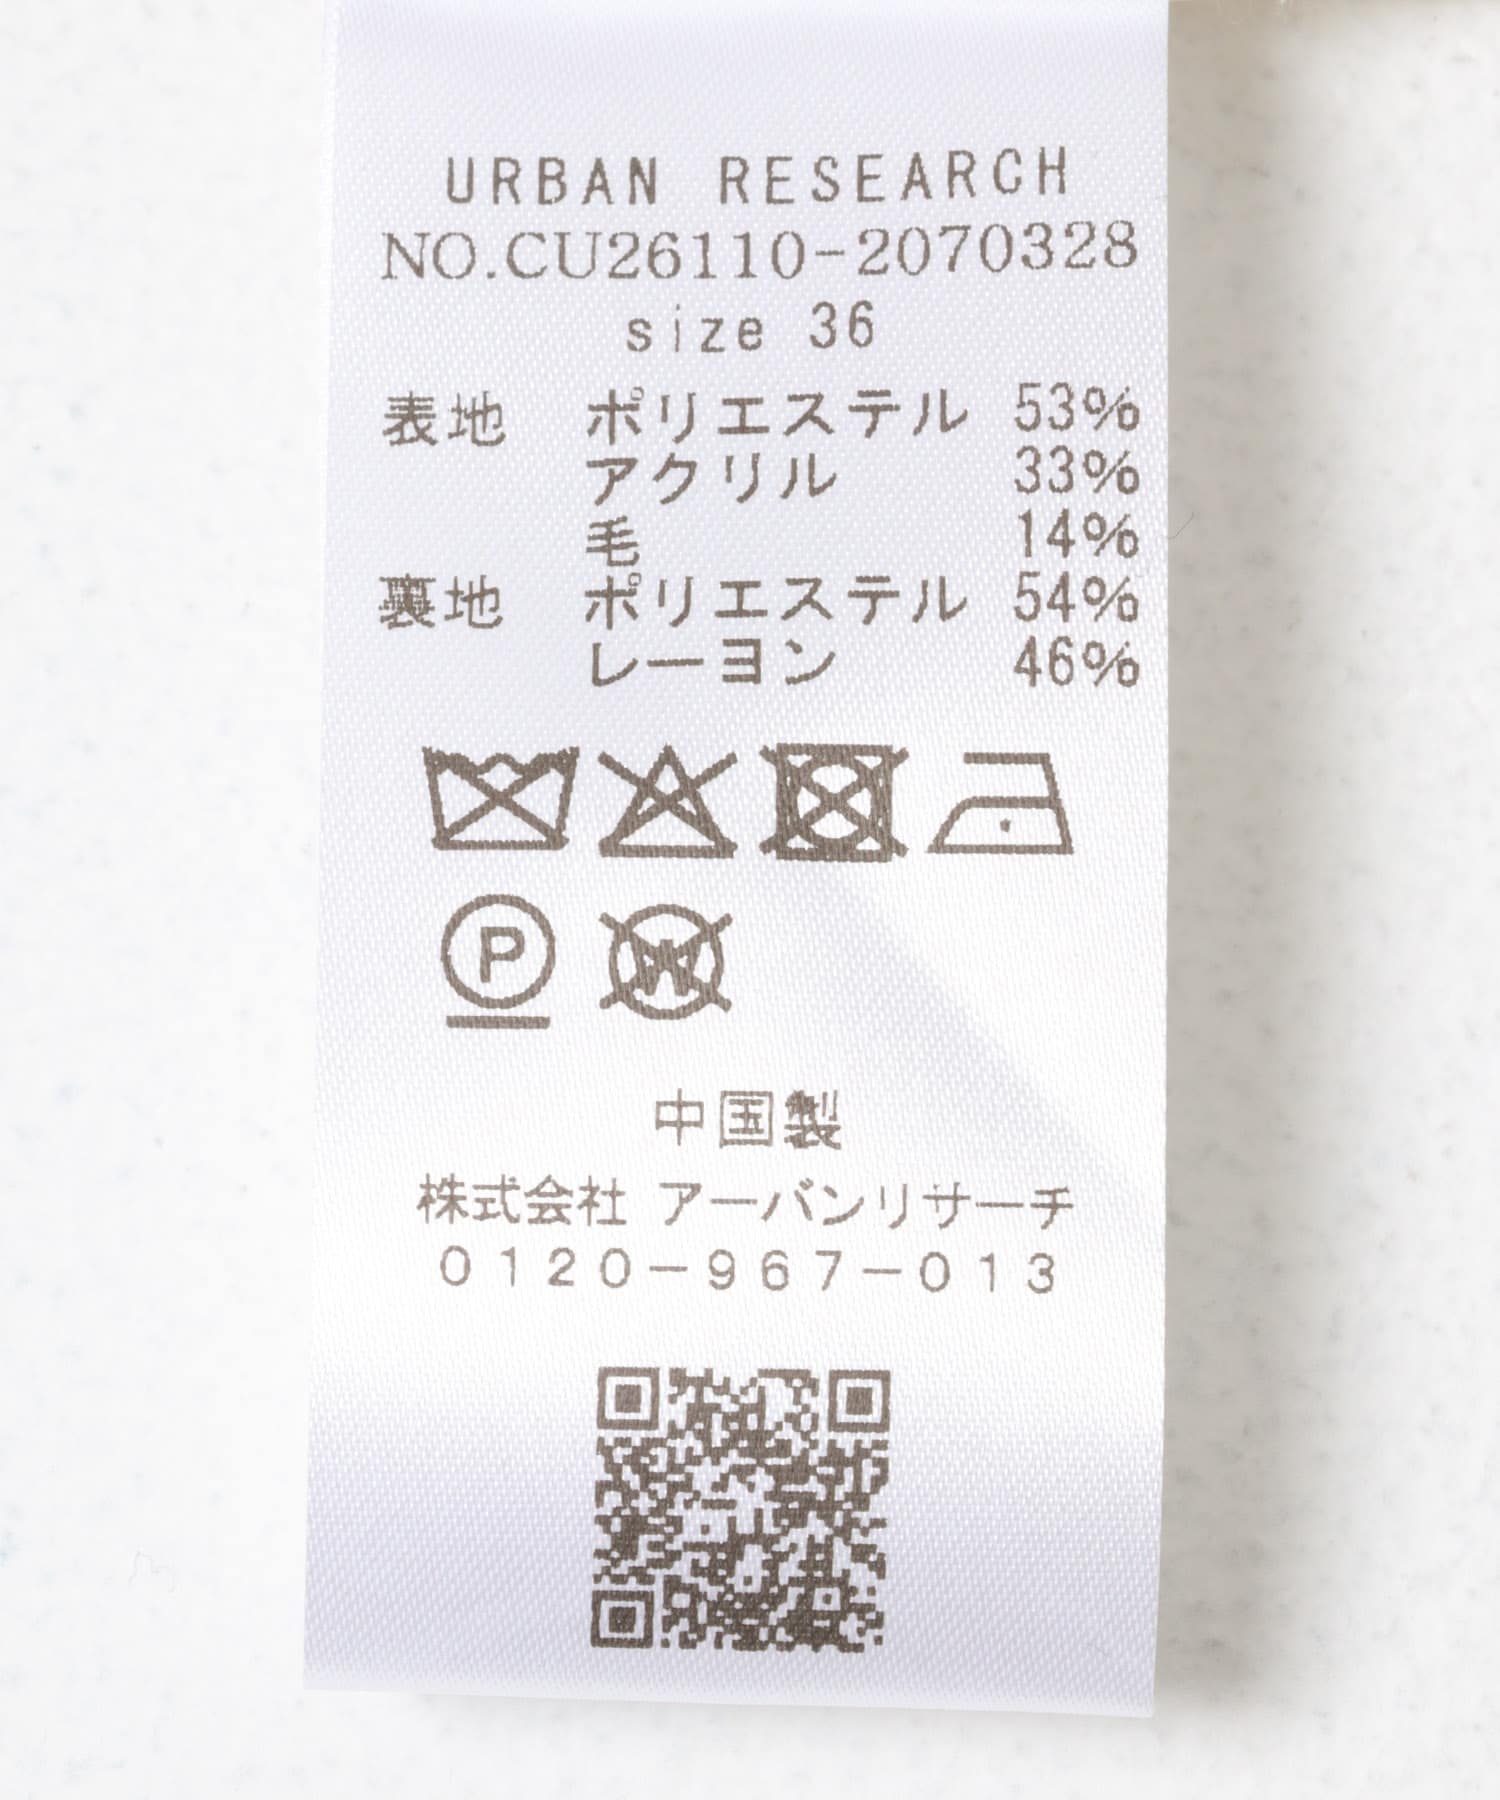 URBAN RESEARCH
NO.CU26110-2070328
size 36
表地 ポリエステル 53%
アクリル 33%
毛 14%
裏地 ポリエステル 54%
レーヨン 46%
P W
中国製
株式会社 アーバンリサーチ
0120-967-013